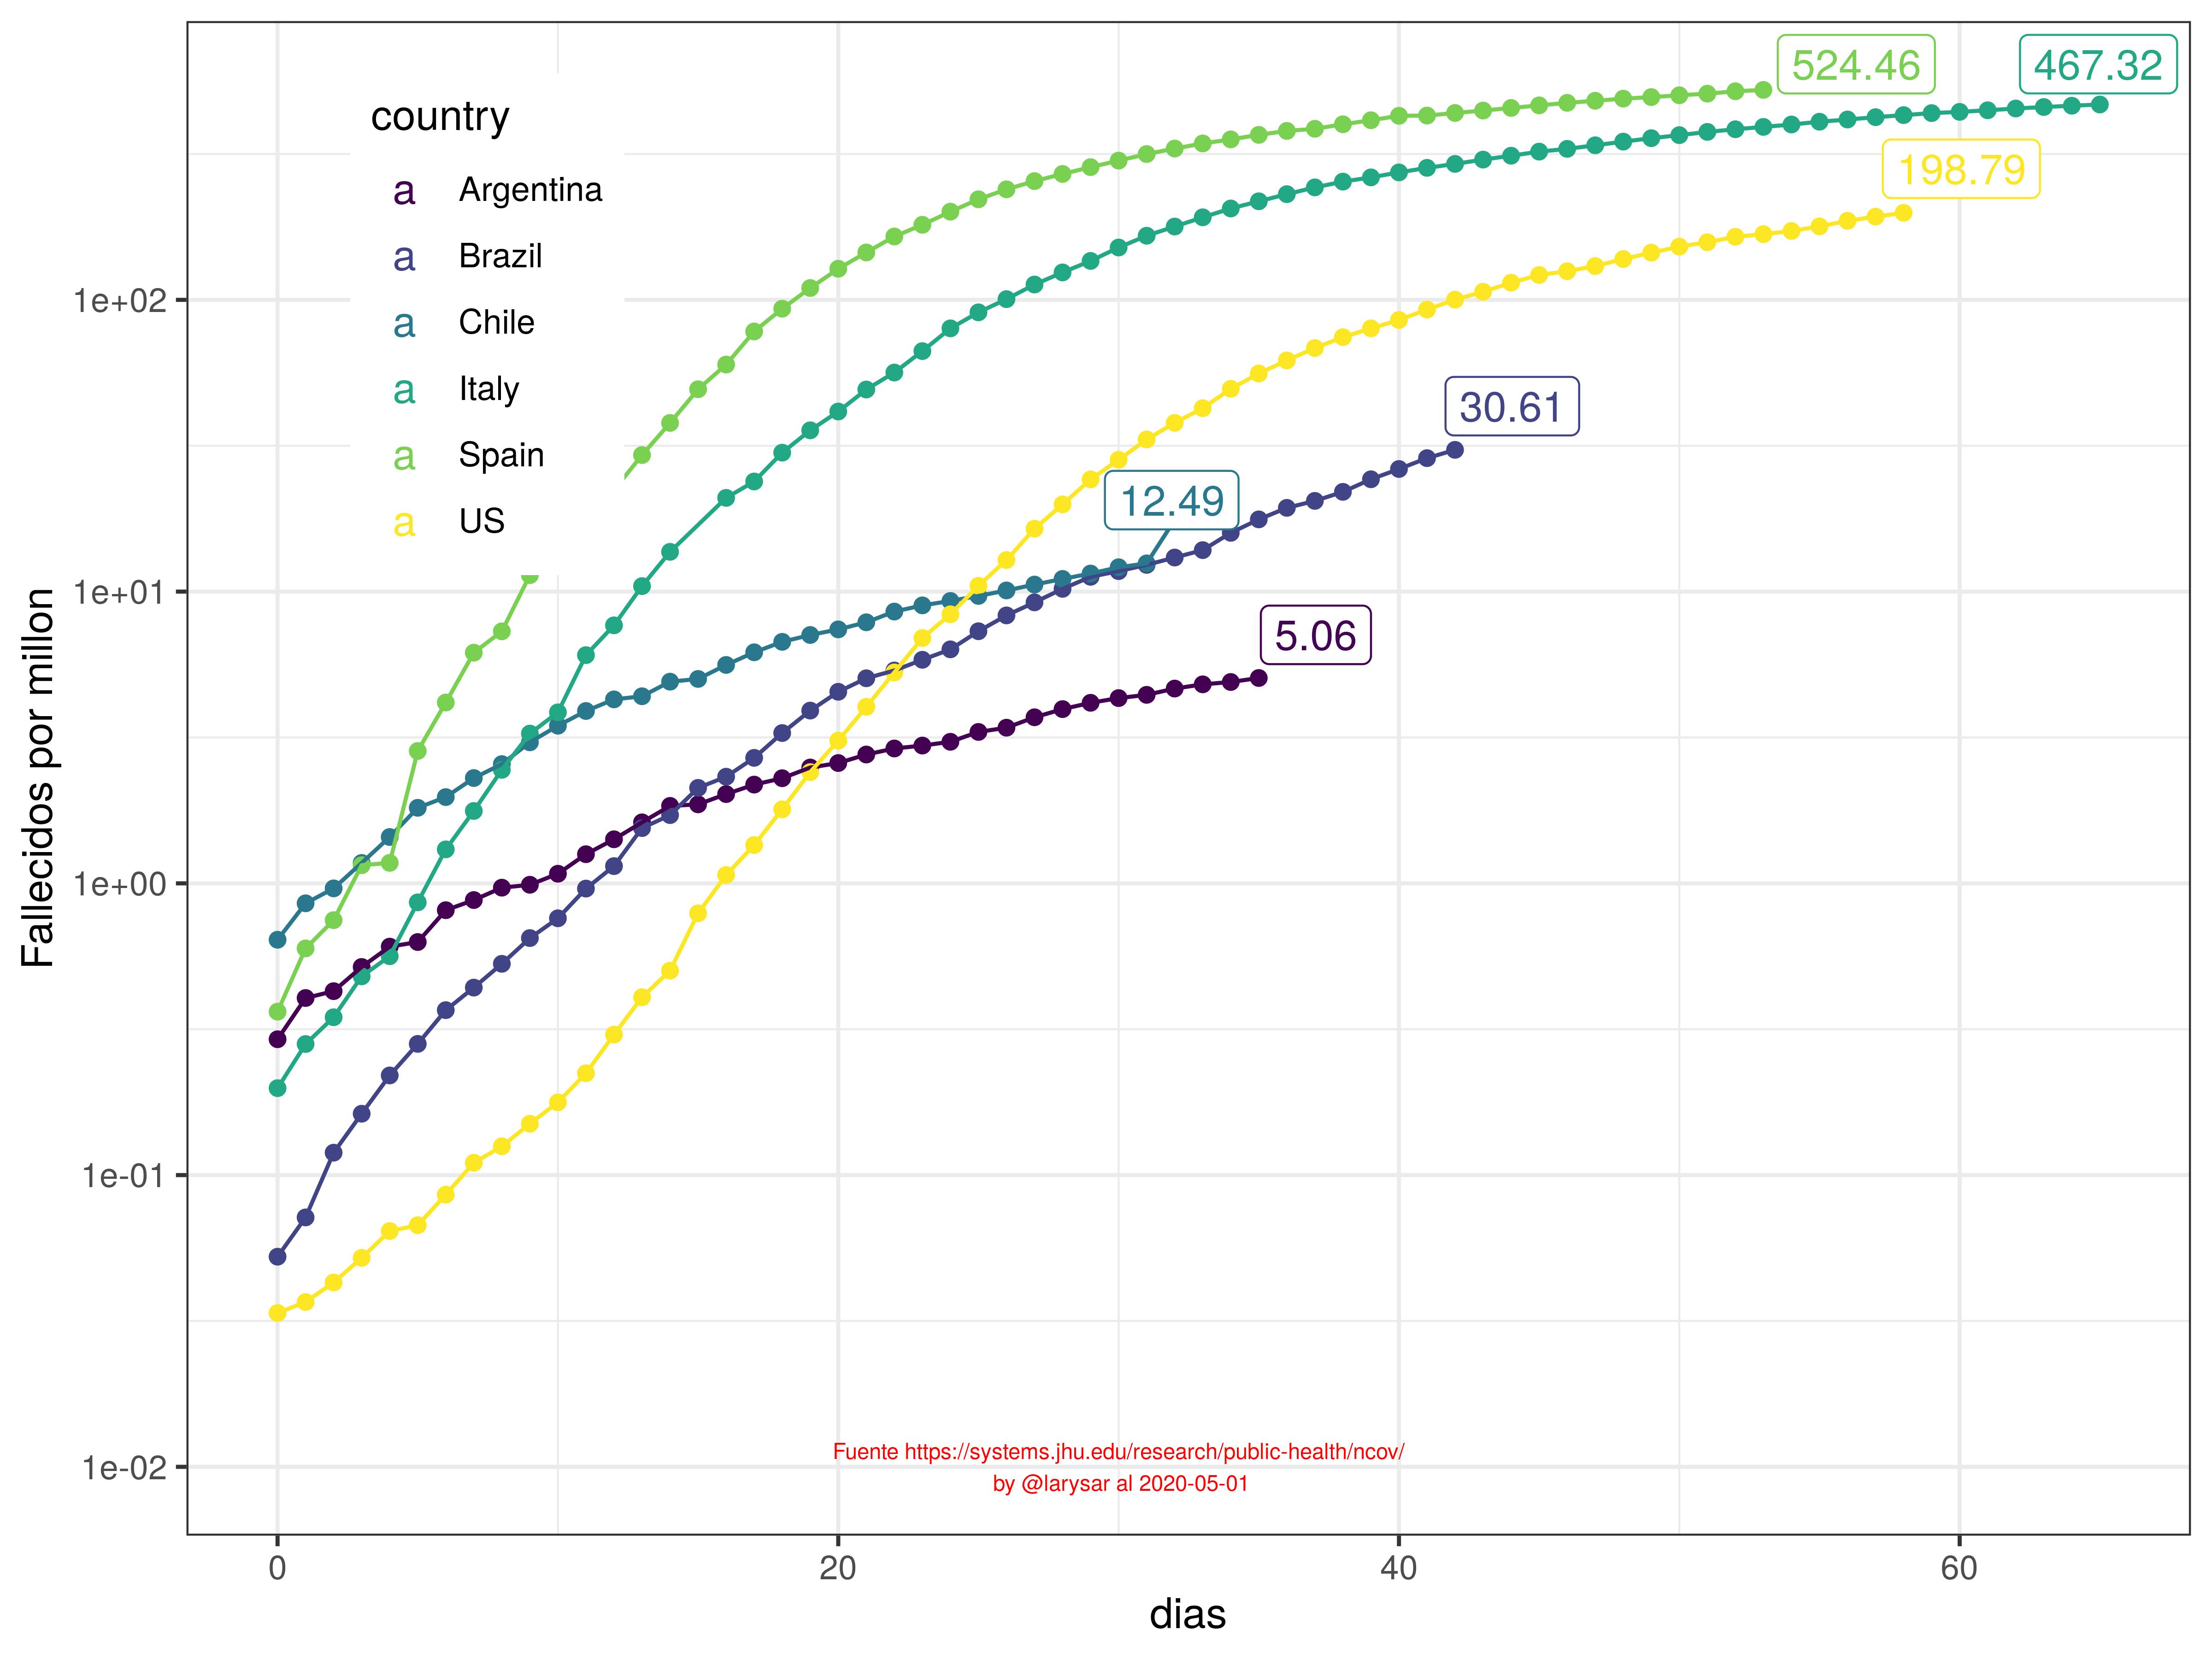 524.46
467.32
country
198.79
a Argentina
a Brazil
1e+02
a Chile
a Italy
30.61
a Spain
12.49
a US
1e+01
5.06
Fallecidos por millon
1e+00
1e-01
Fuente https://systems.jhu.edu/research/public-health/ncov/
1e-02
by @larysar al 2020-05-01
0 20 40 60
dias